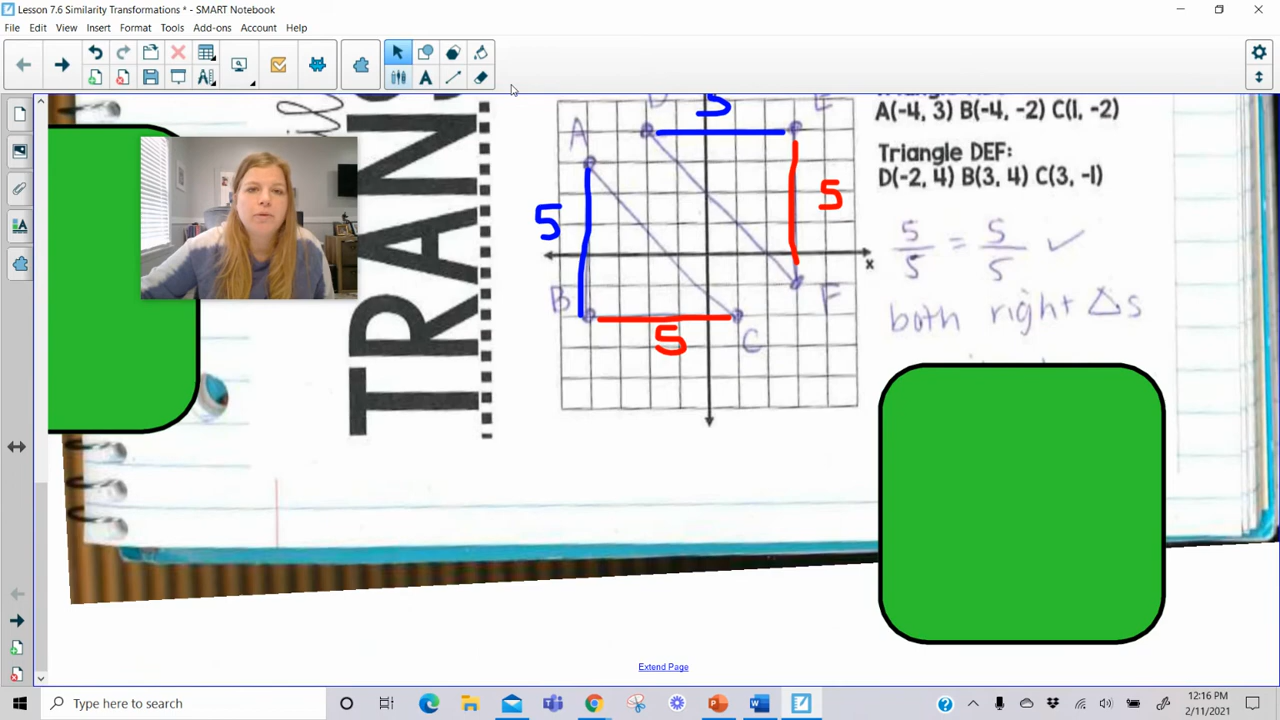 Lesson 7.6 Similarity Transformations * - SMART Notebook
File Edit View Insert Format Tools Add-ons Account Help
5
A(-4, 3) B(-4, -2) C(1, -2)
A
Triangle DEF:
D(-2, 4) B(3, 4) C(3, -1)
5
5
5/5 = 5/5 ✓
x
B
F
both right △s
5
C
TRANS
Extend Page
Type here to search
12:16 PM
2/11/2021